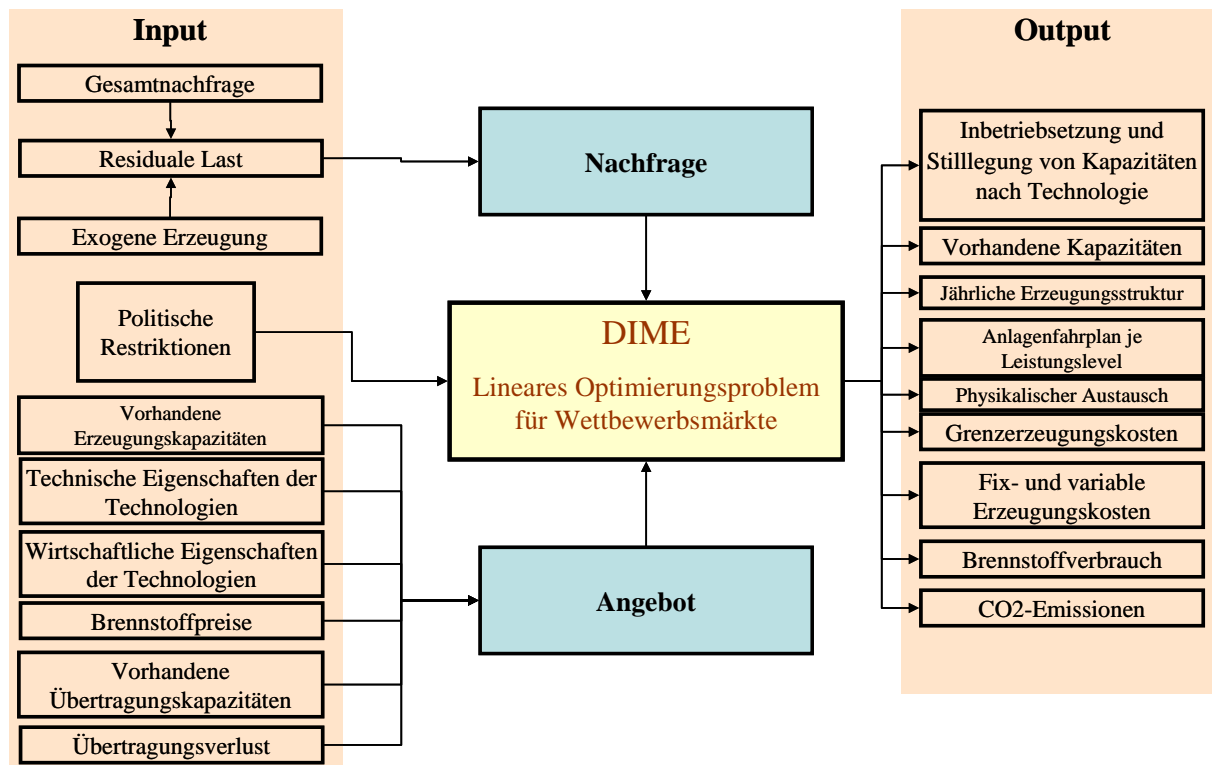 Input
Gesamtnachfrage
Residuale Last
Exogene Erzeugung
Politische
Restriktionen
Vorhandene
Erzeugungskapazitäten
Technische Eigenschaften der
Technologien
Wirtschaftliche Eigenschaften
der Technologien
Brennstoffpreise
Vorhandene
Übertragungskapazitäten
Übertragungsverlust
Nachfrage
DIME
Lineares Optimierungsproblem
für Wettbewerbsmärkte
Angebot
Output
Inbetriebsetzung und
Stilllegung von Kapazitäten
nach Technologie
Vorhandene Kapazitäten
Jährliche Erzeugungsstruktur
Anlagenfahrplan je
Leistungslevel
Physikalischer Austausch
Grenzerzeugungskosten
Fix- und variable
Erzeugungskosten
Brennstoffverbrauch
CO2-Emissionen